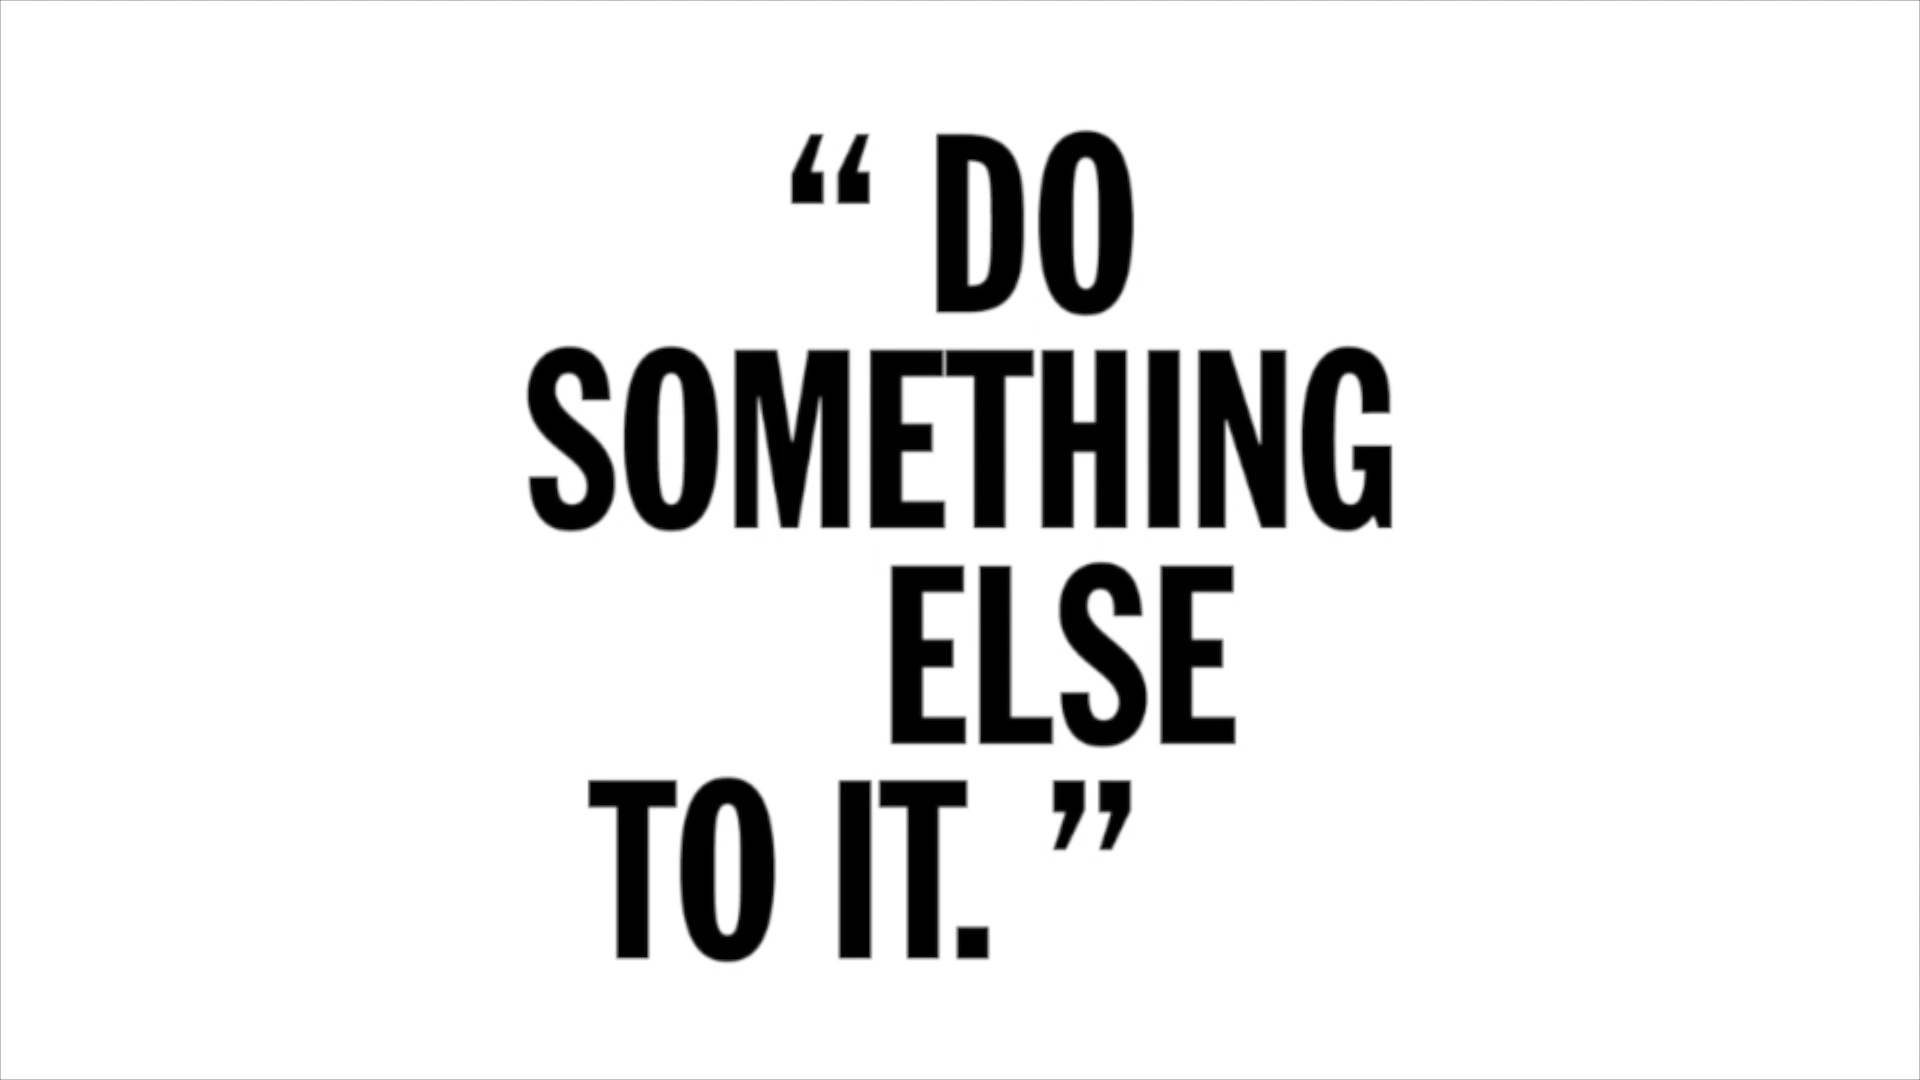 “ DO
SOMETHING
ELSE
TO IT. ”